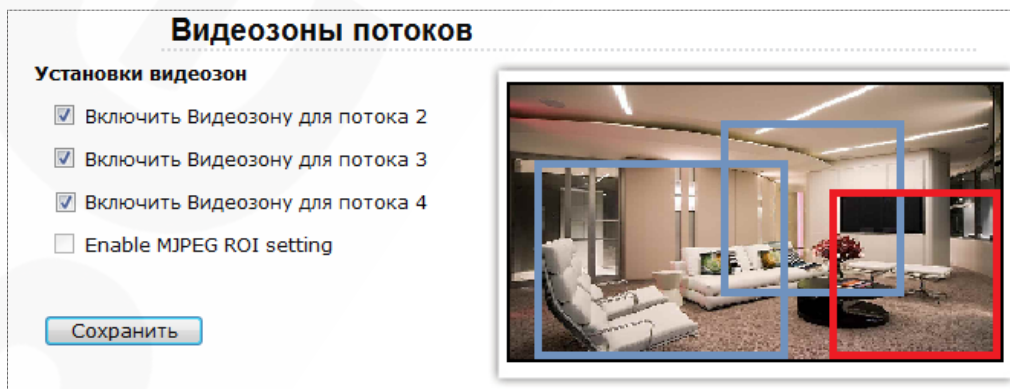 Видеозоны потоков
Установки видеозон
Включить Видеозону для потока 2
Включить Видеозону для потока 3
Включить Видеозону для потока 4
Enable MJPEG ROI setting
Сохранить